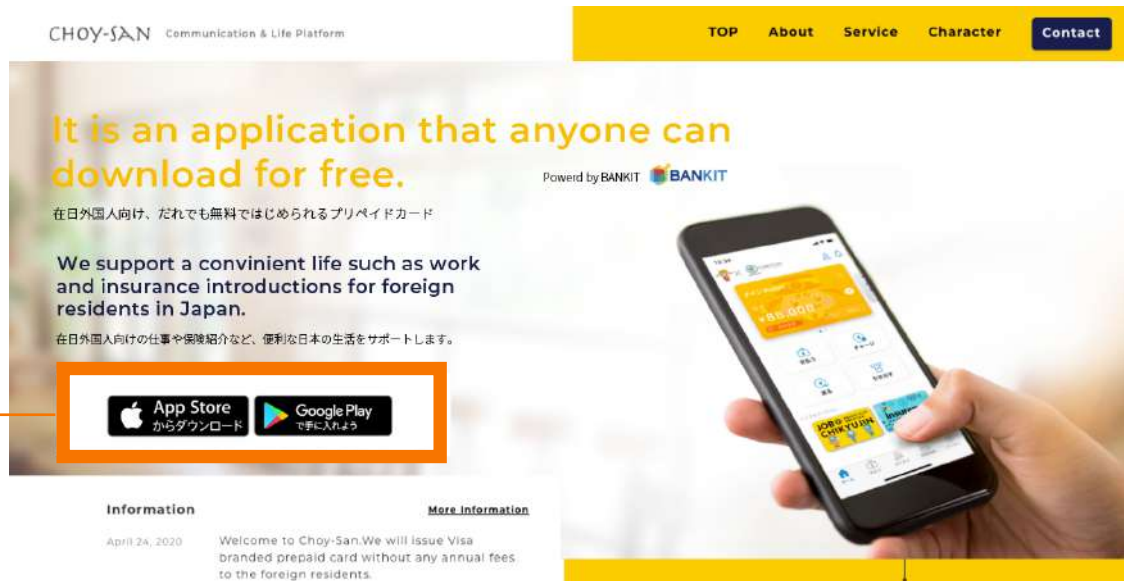 CHOY-SAN Communication & Life Platform
TOP About Service Character Contact
It is an application that anyone can
download for free.
Powerd by BANKIT BANKIT
在日外国人向け、だれでも無料ではじめられるプリペイドカード
We support a convinient life such as work
and insurance introductions for foreign
residents in Japan.
在日外国人向けの仕事や保険紹介など、便利な日本の生活をサポートします。
App Store
からダウンロード
Google Play
で手に入れよう
チャージ
JOB@
CHIKYUJIN
Insurance
Information More Information
April 24, 2020 Welcome to Choy-San.We will issue Visa
branded prepaid card without any annual fees
to the foreign residents.